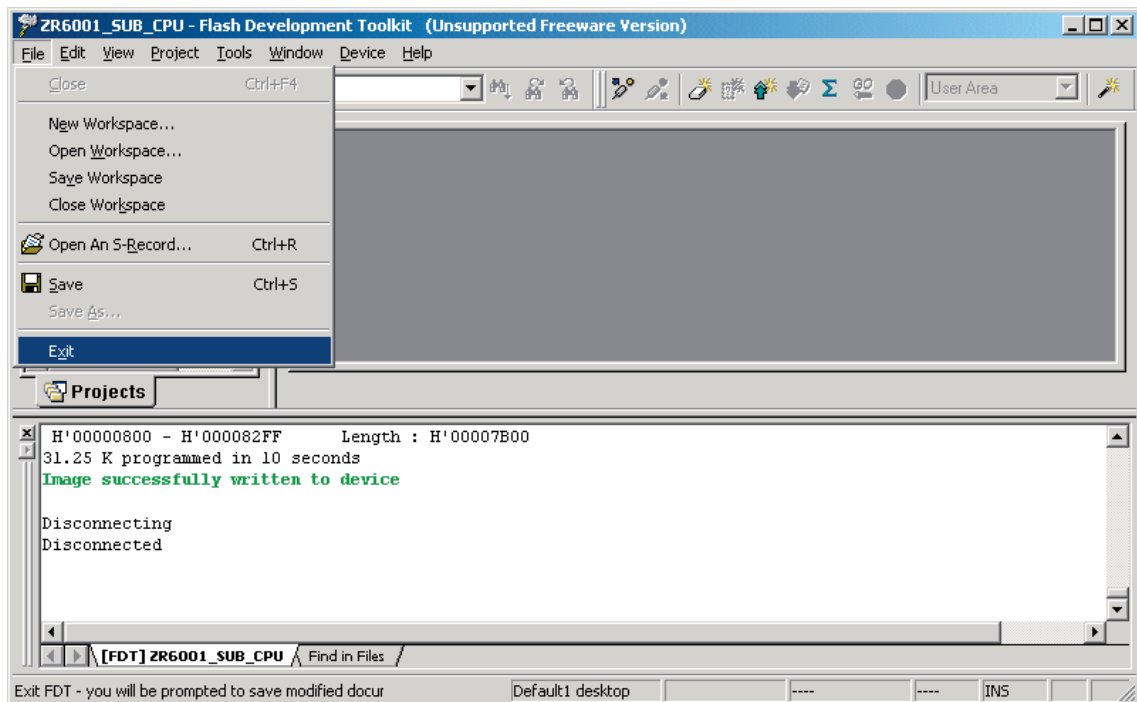 ZR6001_SUB_CPU - Flash Development Toolkit (Unsupported Freeware Version)
File Edit View Project Tools Window Device Help
Close Ctrl+F4
User Area
New Workspace...
Open Workspace...
Save Workspace
Close Workspace
Open An S-Record... Ctrl+R
Save Ctrl+S
Save As...
Exit
Projects
H'00000800 - H'000082FF Length : H'00007B00
31.25 K programmed in 10 seconds
Image successfully written to device
Disconnecting
Disconnected
[FDT] ZR6001_SUB_CPU Find in Files
Exit FDT - you will be prompted to save modified docur Default1 desktop ---- ---- INS